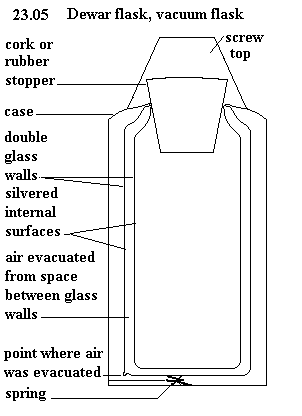 23.05 Dewar flask, vacuum flask
screw
top
cork or
rubber
stopper
case
double
glass
walls
silvered
internal
surfaces
air evacuated
from space
between glass
walls
point where air
was evacuated
spring